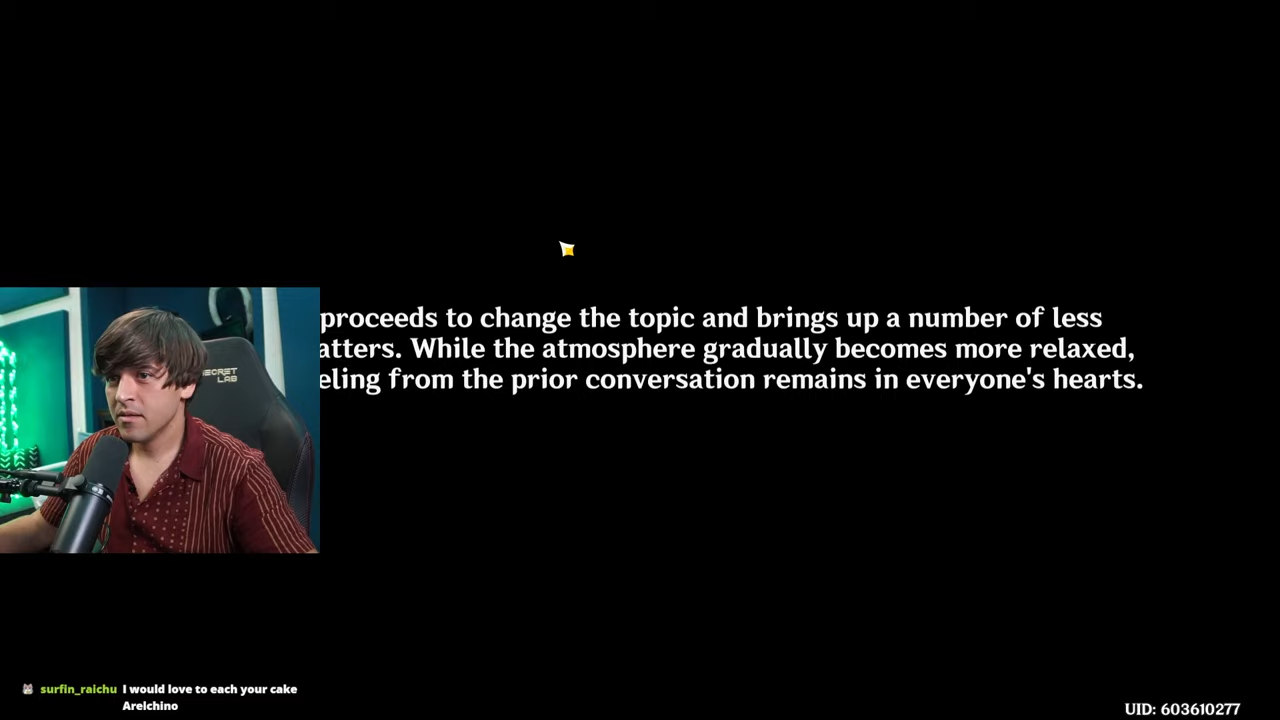 proceeds to change the topic and brings up a number of less
atters. While the atmosphere gradually becomes more relaxed,
eling from the prior conversation remains in everyone's hearts.
SECRET
LAB
surfin_raichu I would love to each your cake
Arelchino
UID: 603610277